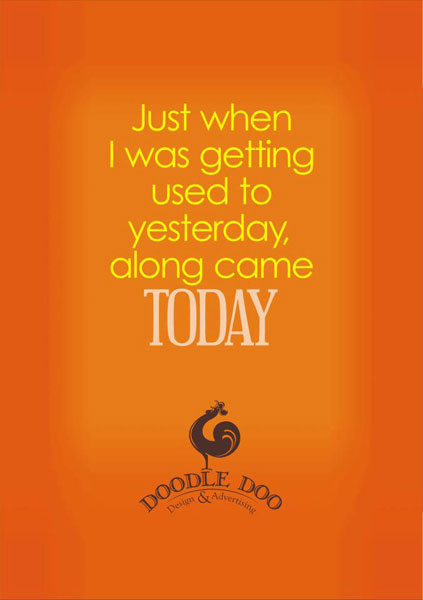 Just when
I was getting
used to
yesterday,
along came
TODAY
DOODLE DOO
Design & Advertising